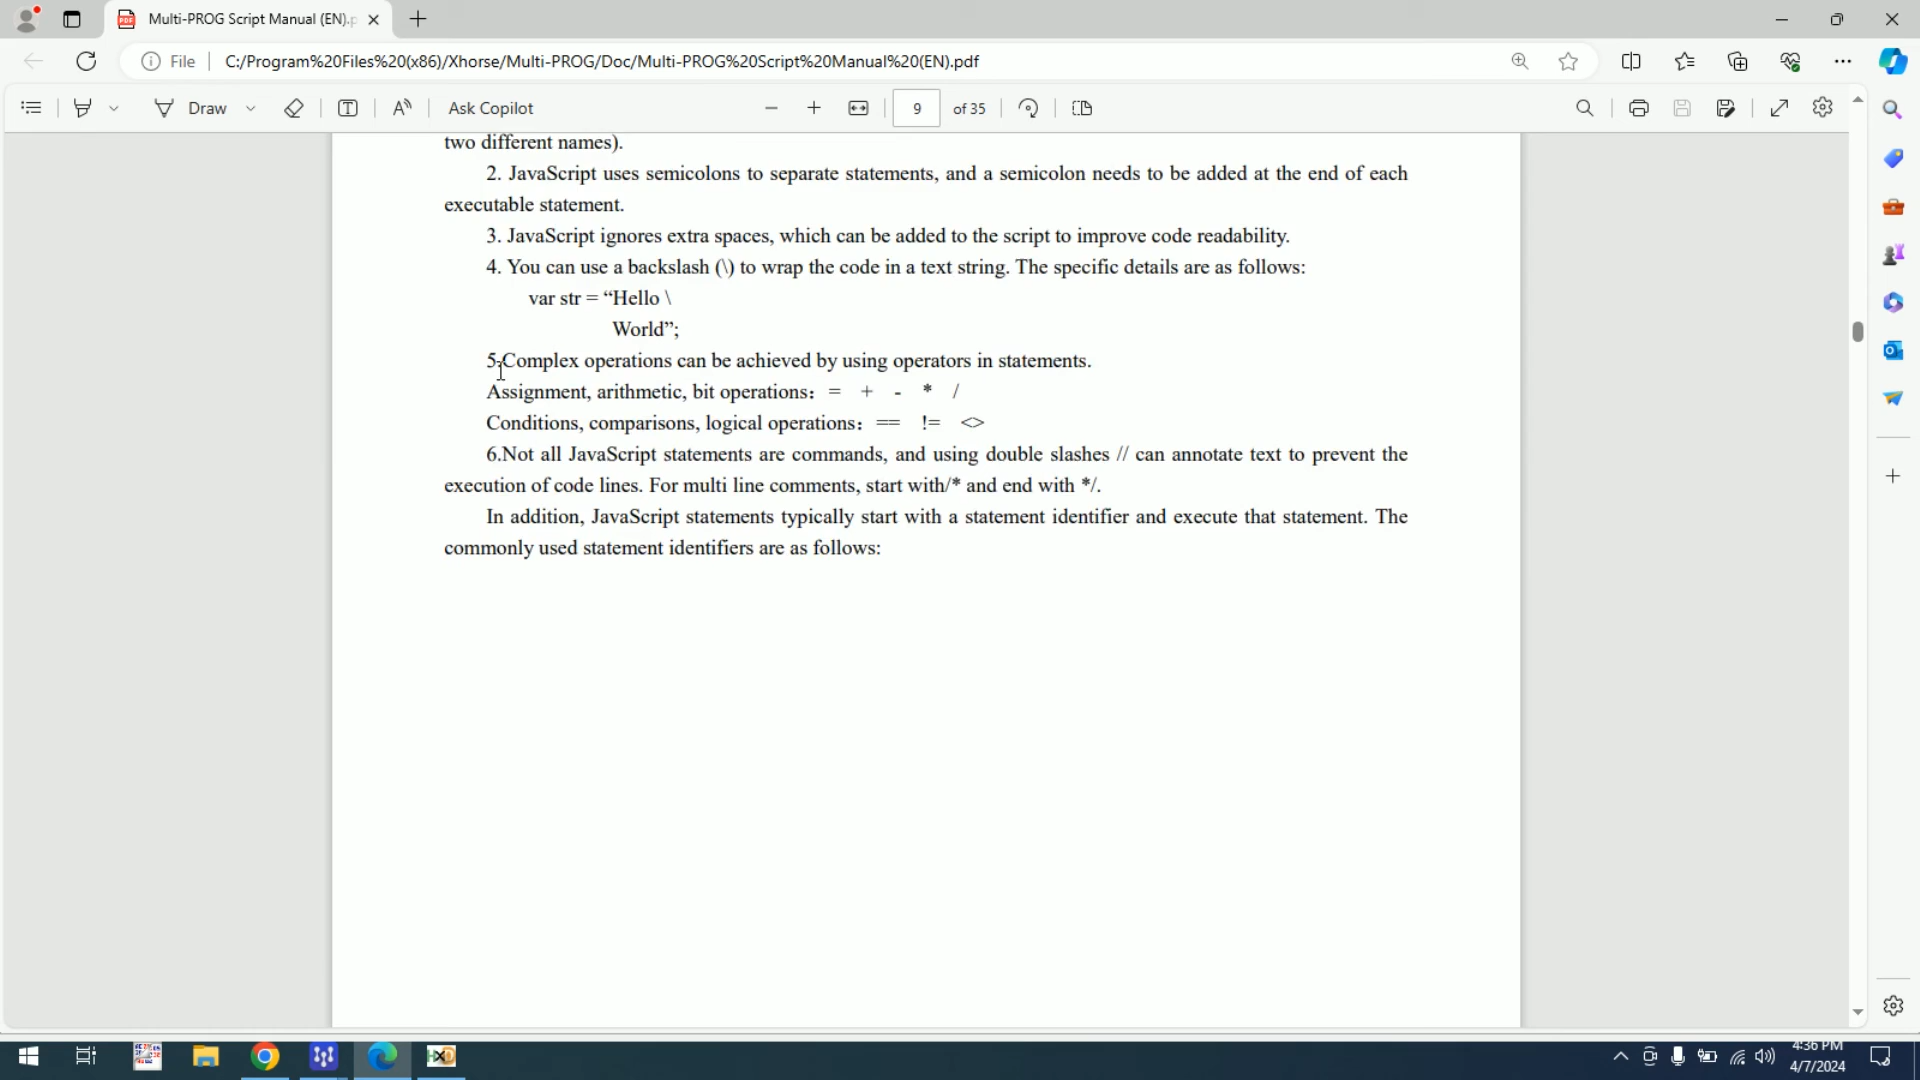 Multi-PROG Script Manual (EN).p
File
C:/Program%20Files%20(x86)/Xhorse/Multi-PROG/Doc/Multi-PROG%20Script%20Manual%20(EN).pdf
Draw
Ask Copilot
9 of 35
two different names).
2. JavaScript uses semicolons to separate statements, and a semicolon needs to be added at the end of each
executable statement.
3. JavaScript ignores extra spaces, which can be added to the script to improve code readability.
4. You can use a backslash (\) to wrap the code in a text string. The specific details are as follows:
var str = “Hello \
World”;
5.Complex operations can be achieved by using operators in statements.
Assignment, arithmetic, bit operations： = + - * /
Conditions, comparisons, logical operations： == != <>
6.Not all JavaScript statements are commands, and using double slashes // can annotate text to prevent the
execution of code lines. For multi line comments, start with/* and end with */.
In addition, JavaScript statements typically start with a statement identifier and execute that statement. The
commonly used statement identifiers are as follows:
4:36 PM
4/7/2024